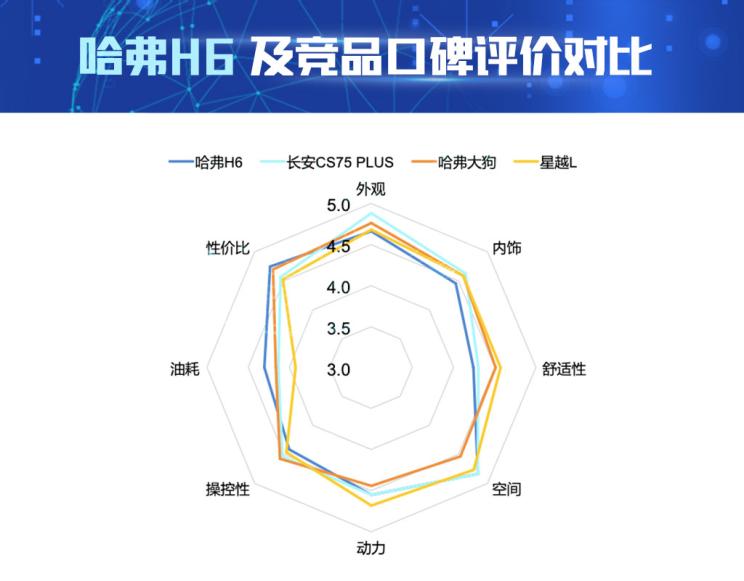 哈弗H6 及竞品口碑评价对比
哈弗H6 长安CS75 PLUS 哈弗大狗 星越L
外观
5.0
性价比 4.5 内饰
4.0
3.5
油耗 3.0 舒适性
操控性 空间
动力